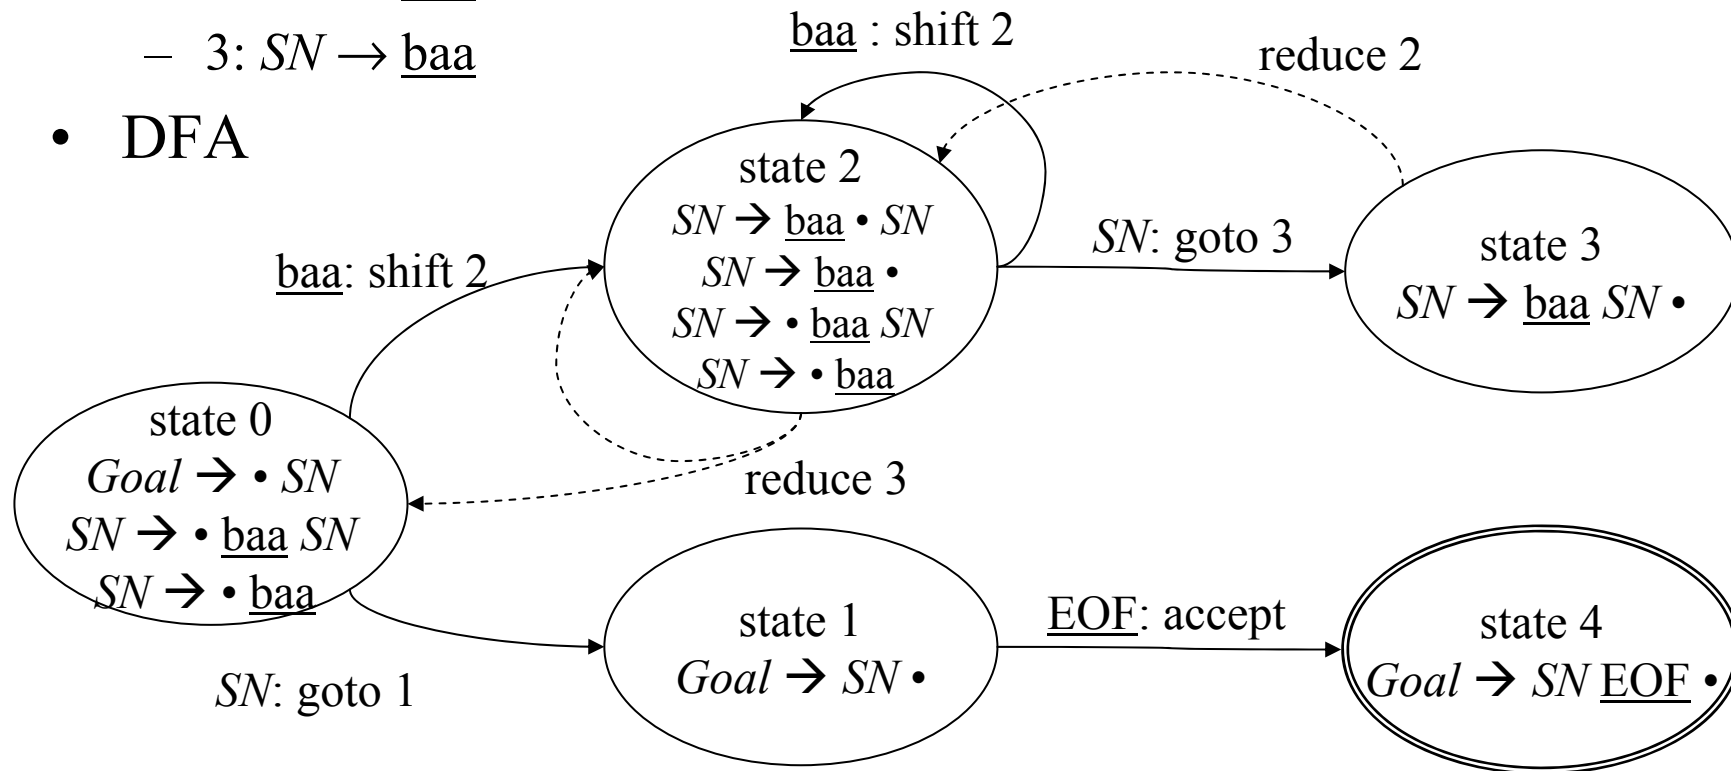 – 3: SN → baa
• DFA
baa : shift 2
reduce 2
state 2
SN → baa • SN
SN → baa •
SN → • baa SN
SN → • baa
baa: shift 2
SN: goto 3
state 3
SN → baa SN •
state 0
Goal → • SN
SN → • baa SN
SN → • baa
reduce 3
SN: goto 1
state 1
Goal → SN •
EOF: accept
state 4
Goal → SN EOF •